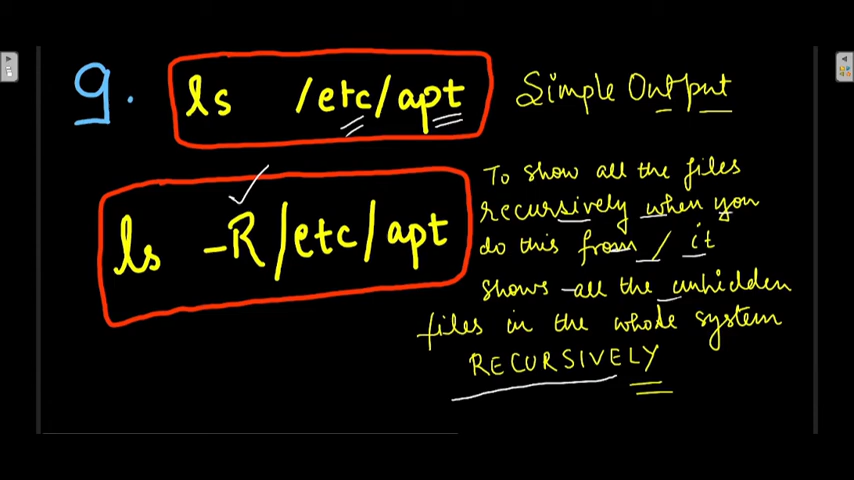 9.
ls /etc/apt
Simple Output
ls -R/etc/apt
To show all the files
recursively when you
do this from / it
shows all the unhidden
files in the whole system
RECURSIVELY